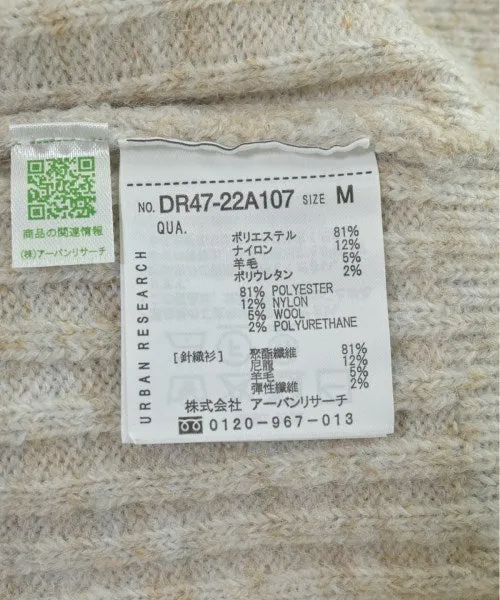 商品の関連情報
(株)アーバンリサーチ
NO. DR47-22A107 SIZE M
QUA.
ポリエステル 81%
ナイロン 12%
羊毛 5%
ポリウレタン 2%
81% POLYESTER
12% NYLON
5% WOOL
2% POLYURETHANE
[針織衫] 聚酯纖維 81%
尼龍 12%
羊毛 5%
弾性纖維 2%
株式会社 アーバンリサーチ
0120-967-013
URBAN RESEARCH